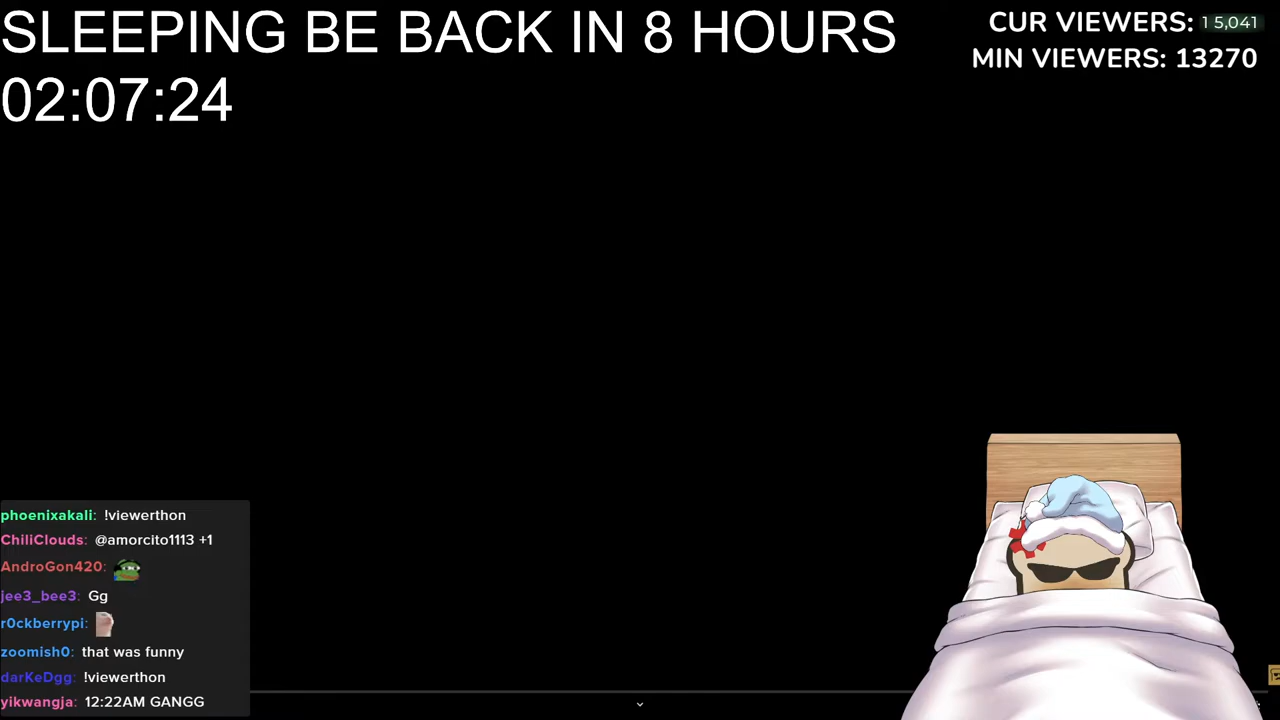 SLEEPING BE BACK IN 8 HOURS
02:07:24
CUR VIEWERS: 15,041
MIN VIEWERS: 13270
phoenixakali: !viewerthon
ChiliClouds: @amorcito1113 +1
AndroGon420:
jee3_bee3: Gg
r0ckberrypi:
zoomish0: that was funny
darKeDgg: !viewerthon
yikwangja: 12:22AM GANGG